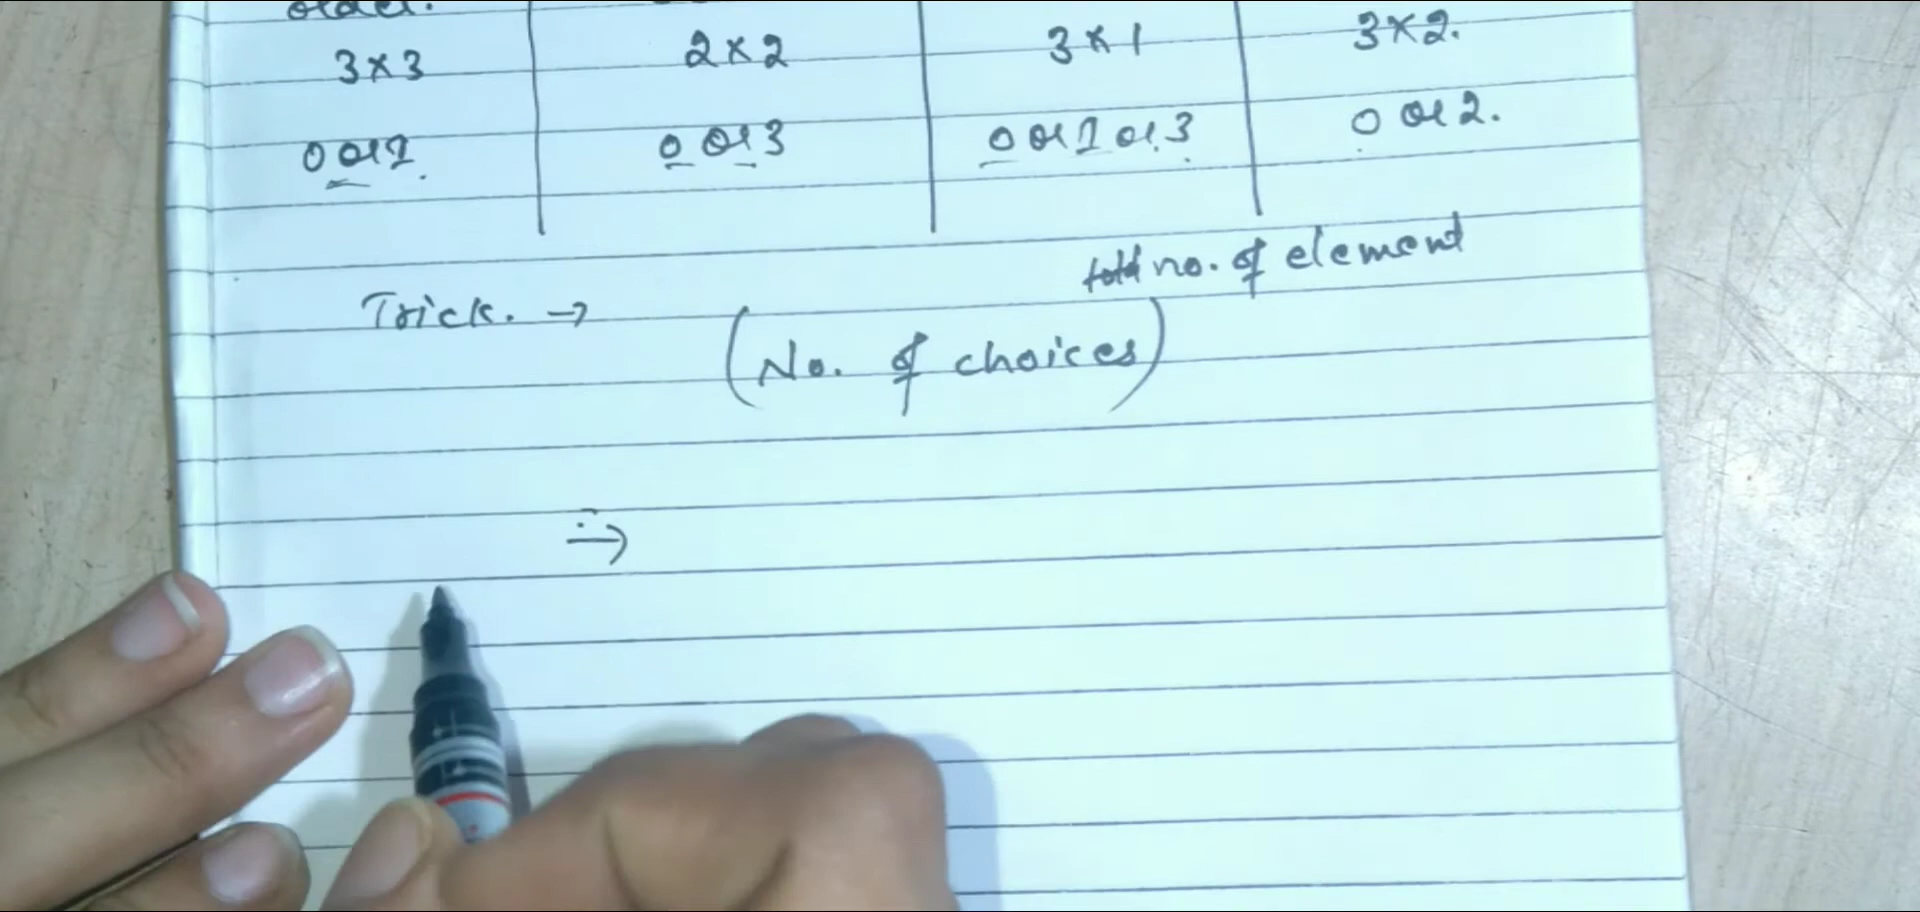 order.
3×3 2×2 3×1 3×2.
0 or 1. 0 or 3 0 or 1 or 3 0 or 2.
Trick. →
(No. of choices) total no. of element
⇒